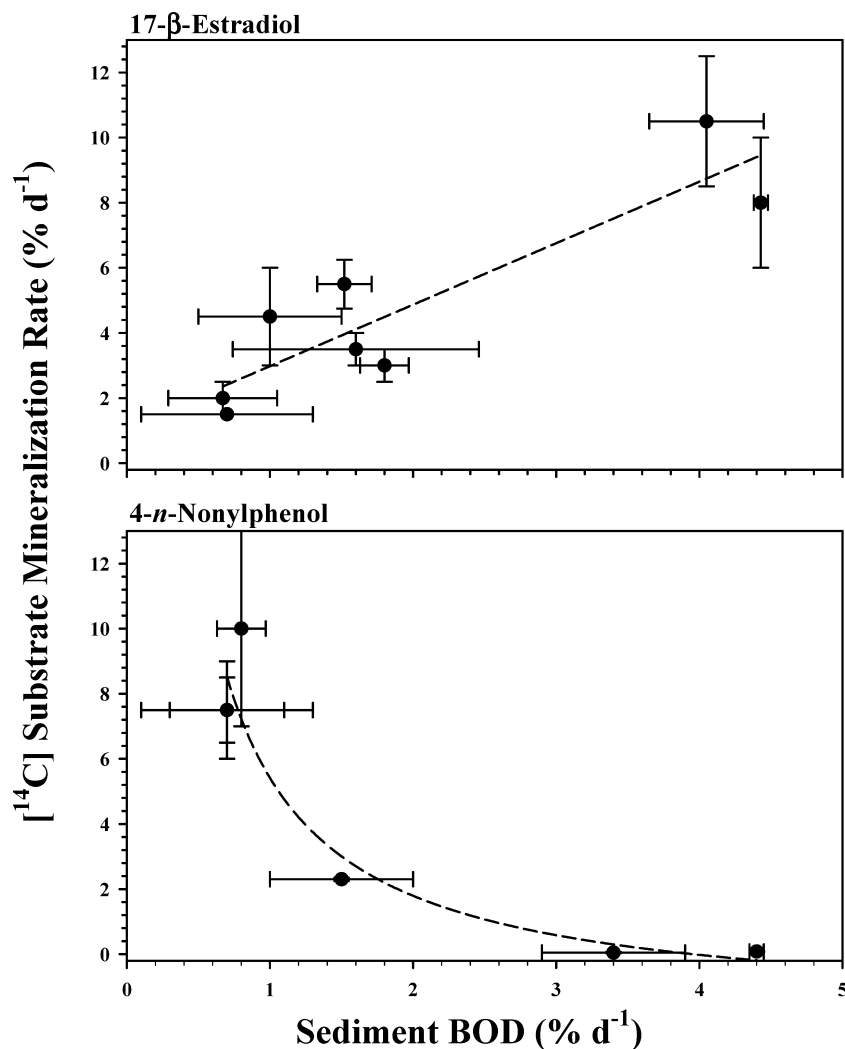 17-β-Estradiol
12
10
8
6
4
2
0
4-n-Nonylphenol
12
10
8
6
4
2
0
0 1 2 3 4 5
[¹⁴C] Substrate Mineralization Rate (% d⁻¹)
Sediment BOD (% d⁻¹)